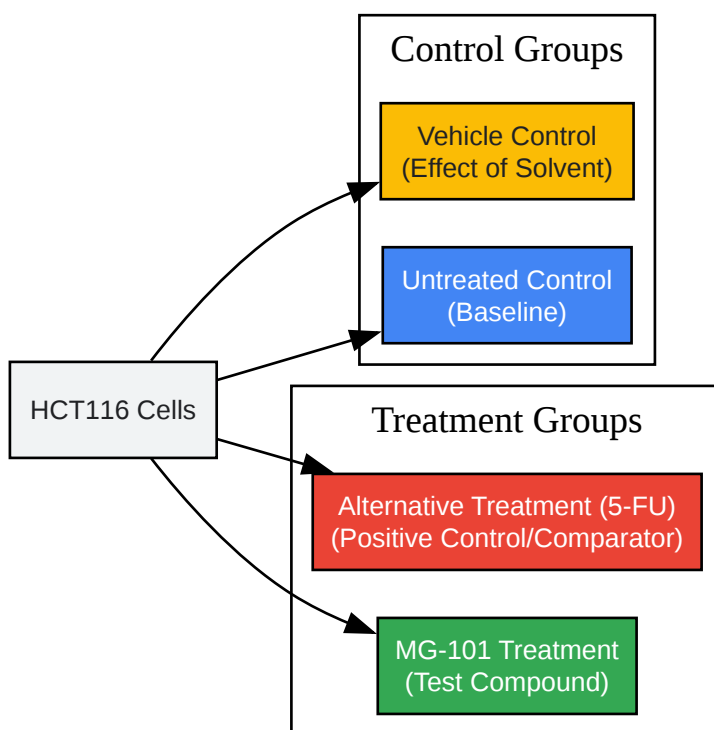 Control Groups
Vehicle Control
(Effect of Solvent)
Untreated Control
(Baseline)
HCT116 Cells
Treatment Groups
Alternative Treatment (5-FU)
(Positive Control/Comparator)
MG-101 Treatment
(Test Compound)